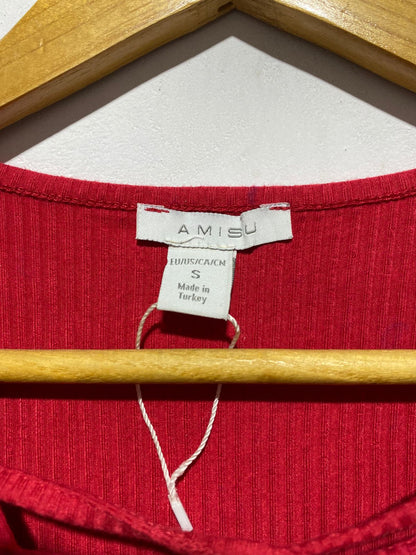 AMISU
EU/US/CA/CN
S
Made in
Turkey